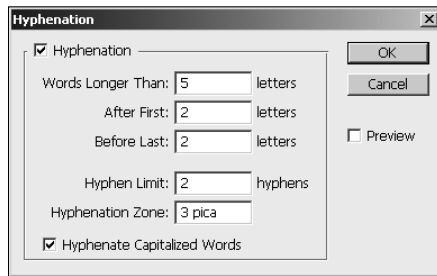 Hyphenation
Hyphenation
OK
Words Longer Than: 5 letters
Cancel
After First: 2 letters
Before Last: 2 letters
Preview
Hyphen Limit: 2 hyphens
Hyphenation Zone: 3 pica
Hyphenate Capitalized Words